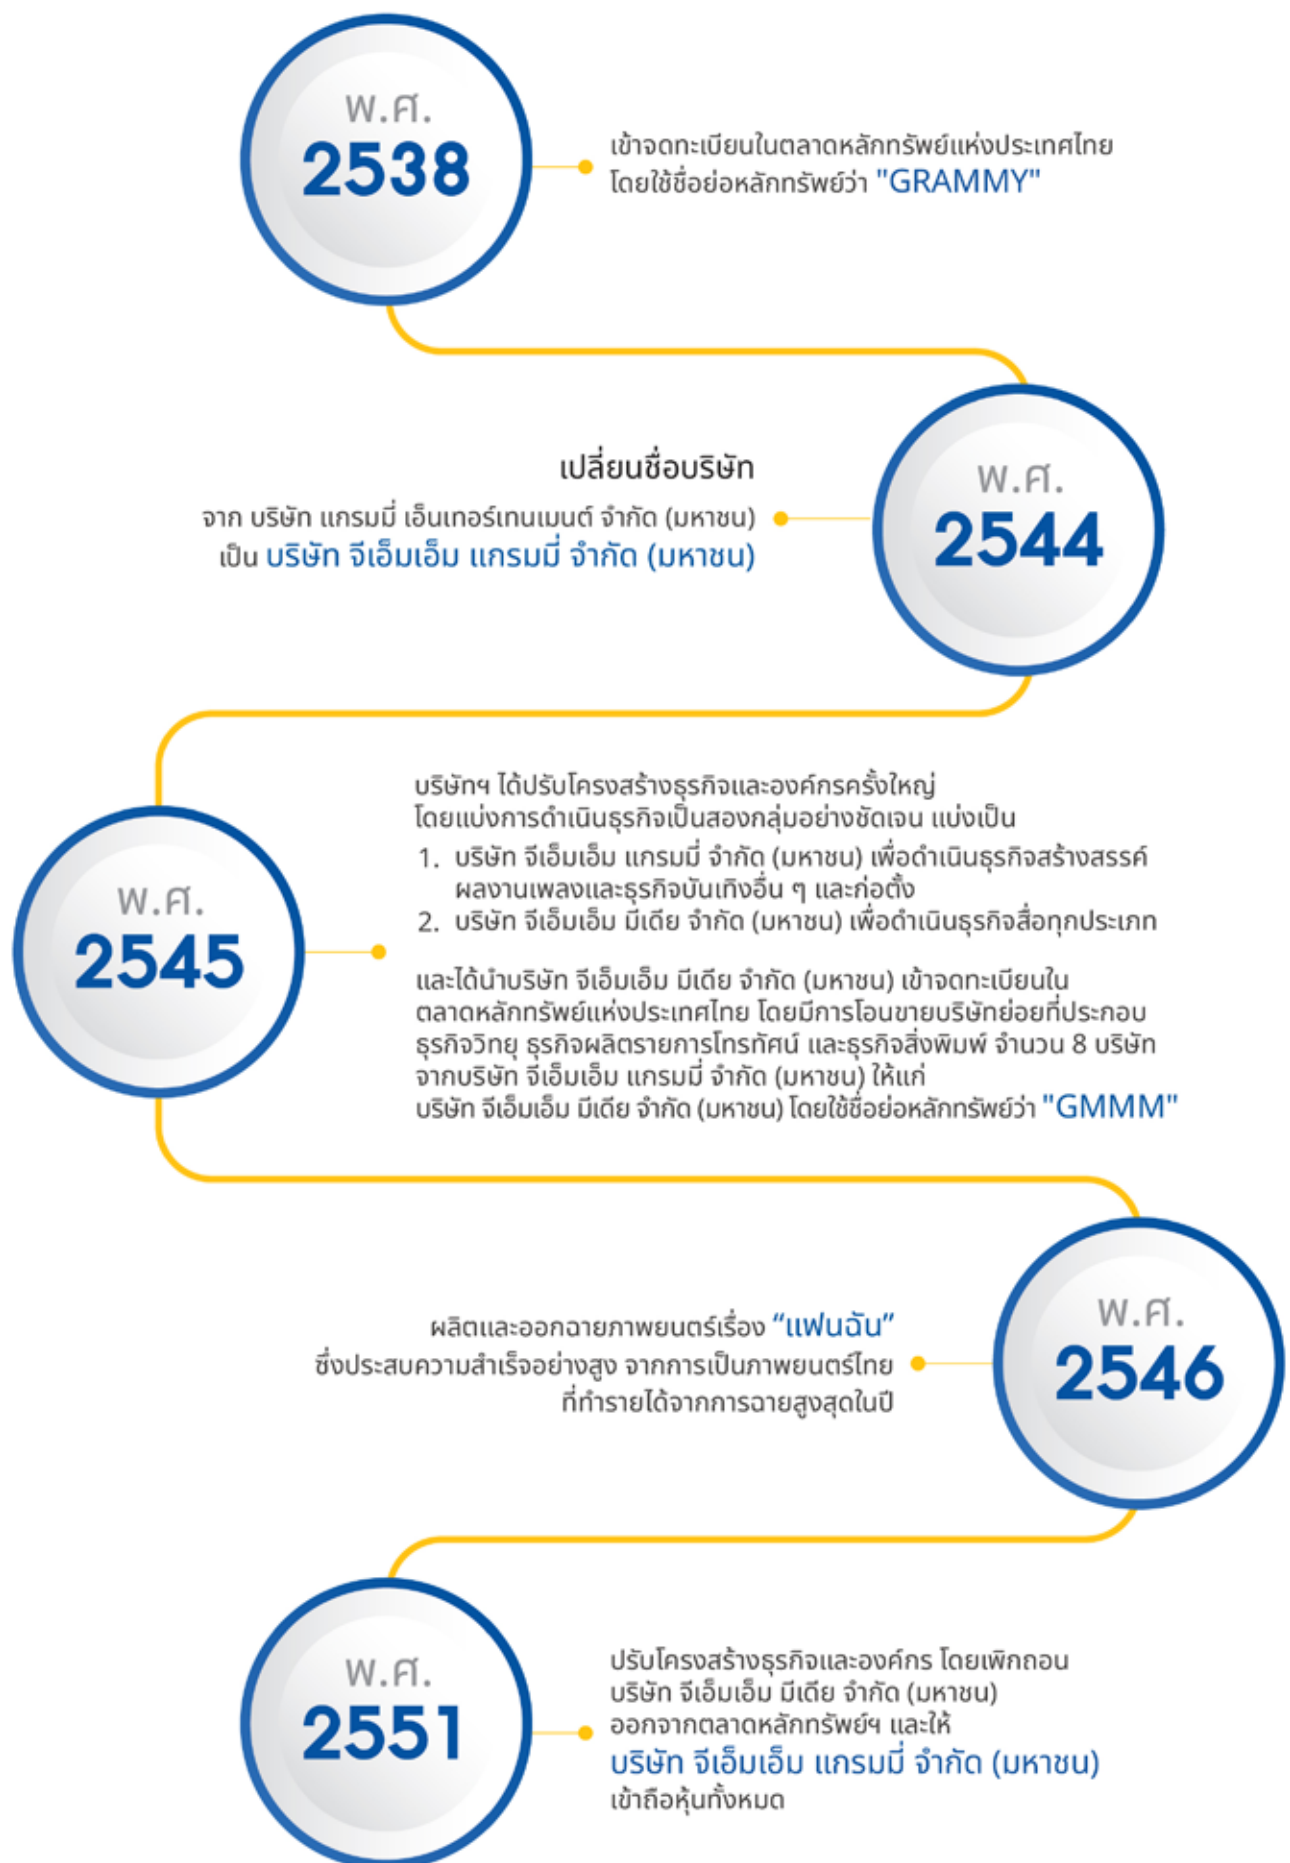 พ.ศ.
2538
เข้าจดทะเบียนในตลาดหลักทรัพย์แห่งประเทศไทย
โดยใช้ชื่อย่อหลักทรัพย์ว่า "GRAMMY"
พ.ศ.
2544
เปลี่ยนชื่อบริษัท
จาก บริษัท แกรมมี่ เอ็นเทอร์เทนเมนต์ จำกัด (มหาชน)
เป็น บริษัท จีเอ็มเอ็ม แกรมมี่ จำกัด (มหาชน)
พ.ศ.
2545
บริษัทฯ ได้ปรับโครงสร้างธุรกิจและองค์กรครั้งใหญ่
โดยแบ่งการดำเนินธุรกิจเป็นสองกลุ่มอย่างชัดเจน แบ่งเป็น
1. บริษัท จีเอ็มเอ็ม แกรมมี่ จำกัด (มหาชน) เพื่อดำเนินธุรกิจสร้างสรรค์
ผลงานเพลงและธุรกิจบันเทิงอื่น ๆ และก่อตั้ง
2. บริษัท จีเอ็มเอ็ม มีเดีย จำกัด (มหาชน) เพื่อดำเนินธุรกิจสื่อทุกประเภท
และได้นำบริษัท จีเอ็มเอ็ม มีเดีย จำกัด (มหาชน) เข้าจดทะเบียนใน
ตลาดหลักทรัพย์แห่งประเทศไทย โดยมีการโอนขายบริษัทย่อยที่ประกอบ
ธุรกิจวิทยุ ธุรกิจผลิตรายการโทรทัศน์ และธุรกิจสิ่งพิมพ์ จำนวน 8 บริษัท
จากบริษัท จีเอ็มเอ็ม แกรมมี่ จำกัด (มหาชน) ให้แก่
บริษัท จีเอ็มเอ็ม มีเดีย จำกัด (มหาชน) โดยใช้ชื่อย่อหลักทรัพย์ว่า "GMMM"
พ.ศ.
2546
ผลิตและออกฉายภาพยนตร์เรื่อง “แฟนฉัน”
ซึ่งประสบความสำเร็จอย่างสูง จากการเป็นภาพยนตร์ไทย
ที่ทำรายได้จากการฉายสูงสุดในปี
พ.ศ.
2551
ปรับโครงสร้างธุรกิจและองค์กร โดยเพิกถอน
บริษัท จีเอ็มเอ็ม มีเดีย จำกัด (มหาชน)
ออกจากตลาดหลักทรัพย์ฯ และให้
บริษัท จีเอ็มเอ็ม แกรมมี่ จำกัด (มหาชน)
เข้าถือหุ้นทั้งหมด